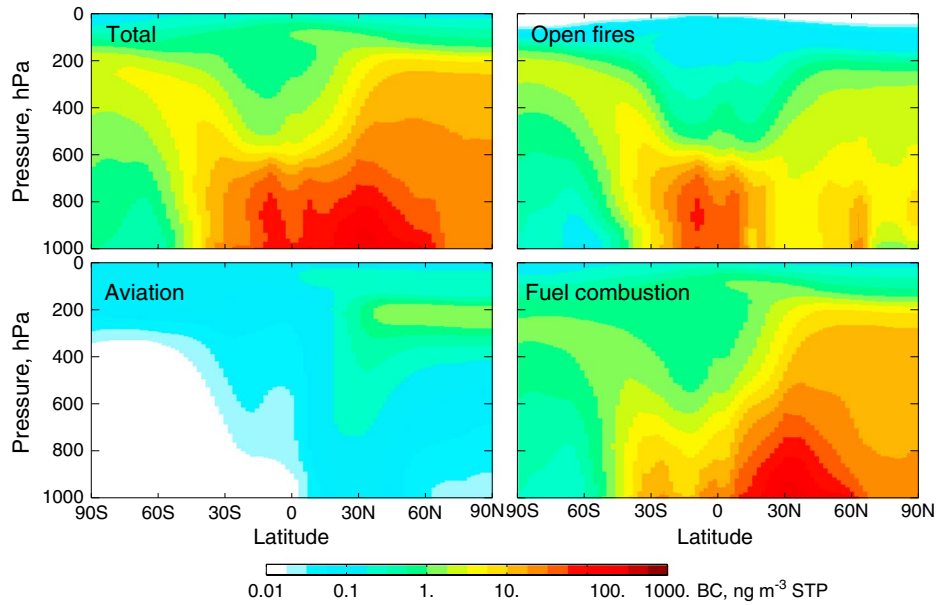 Total
Open fires
0
200
400
600
800
1000
Pressure, hPa
Aviation
Fuel combustion
0
200
400
600
800
1000
Pressure, hPa
90S 60S 30S 0 30N 60N 90N
90S 60S 30S 0 30N 60N 90N
Latitude
Latitude
0.01 0.1 1. 10. 100. 1000. BC, ng m⁻³ STP